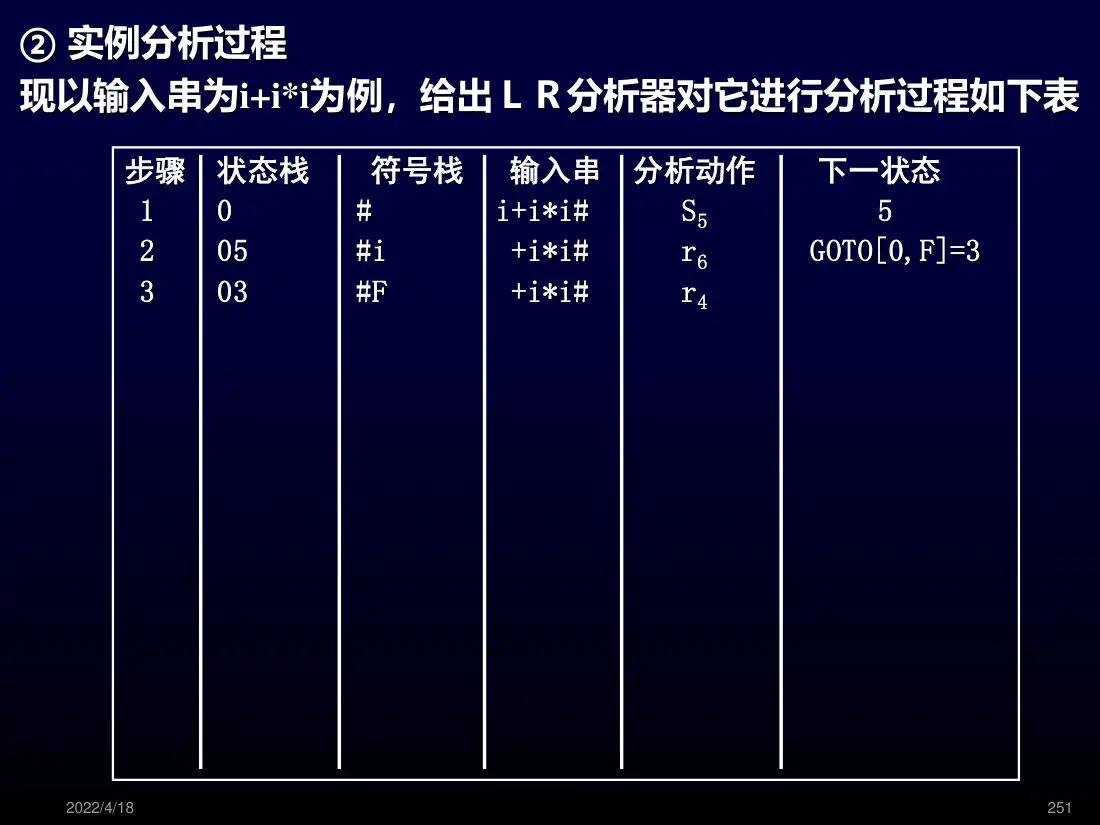 ② 实例分析过程
现以输入串为i+i*i为例，给出ＬＲ分析器对它进行分析过程如下表
步骤 状态栈 符号栈 输入串 分析动作 下一状态
1 0 # i+i*i# S5 5
2 05 #i +i*i# r6 GOTO[0,F]=3
3 03 #F +i*i# r4
2022/4/18 251